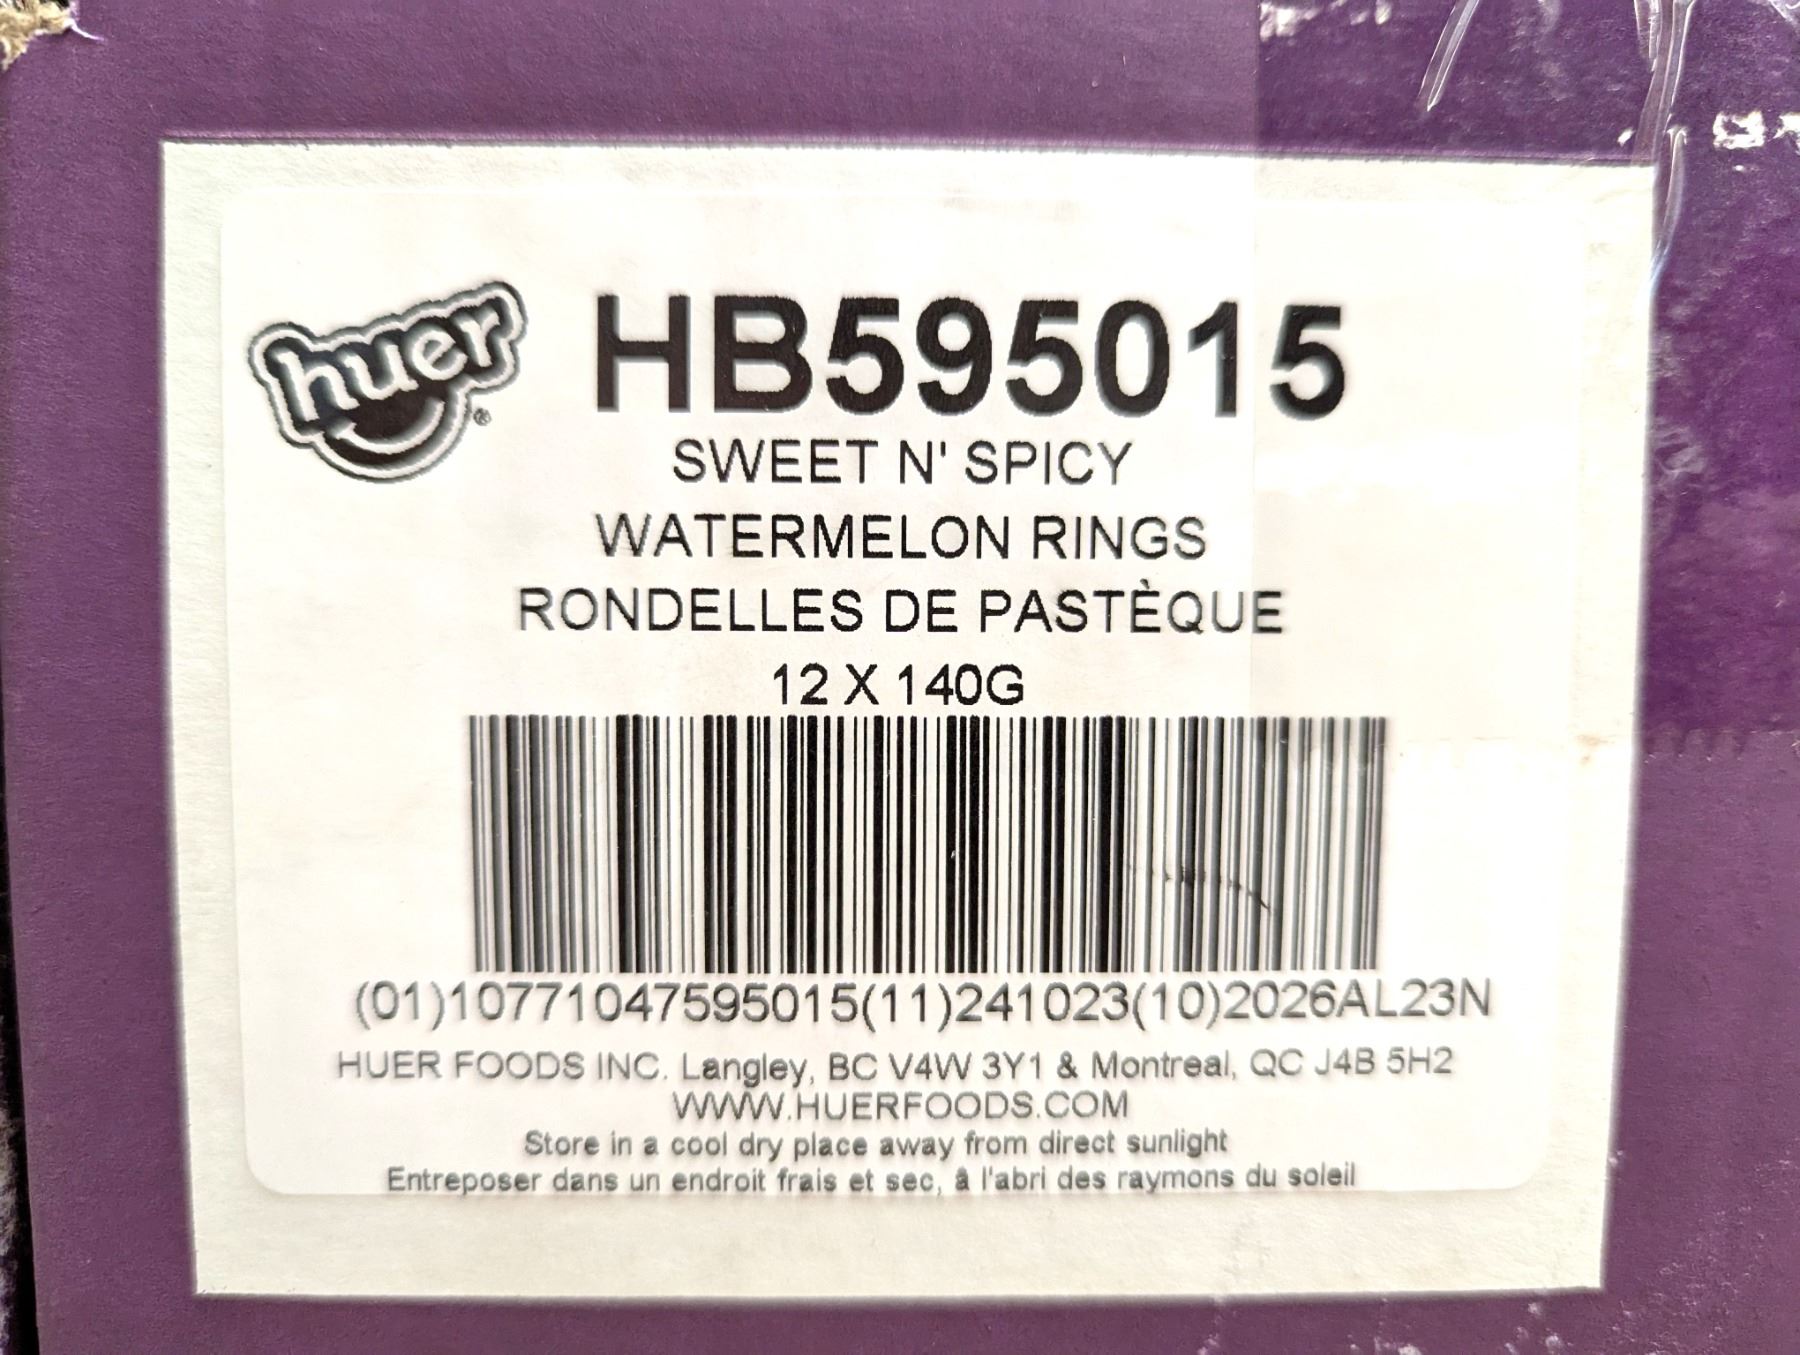 huer®
HB595015
SWEET N' SPICY
WATERMELON RINGS
RONDELLES DE PASTÈQUE
12 X 140G
(01)10771047595015(11)241023(10)2026AL23N
HUER FOODS INC. Langley, BC V4W 3Y1 & Montreal, QC J4B 5H2
WWW.HUERFOODS.COM
Store in a cool dry place away from direct sunlight
Entreposer dans un endroit frais et sec, à l'abri des raymons du soleil